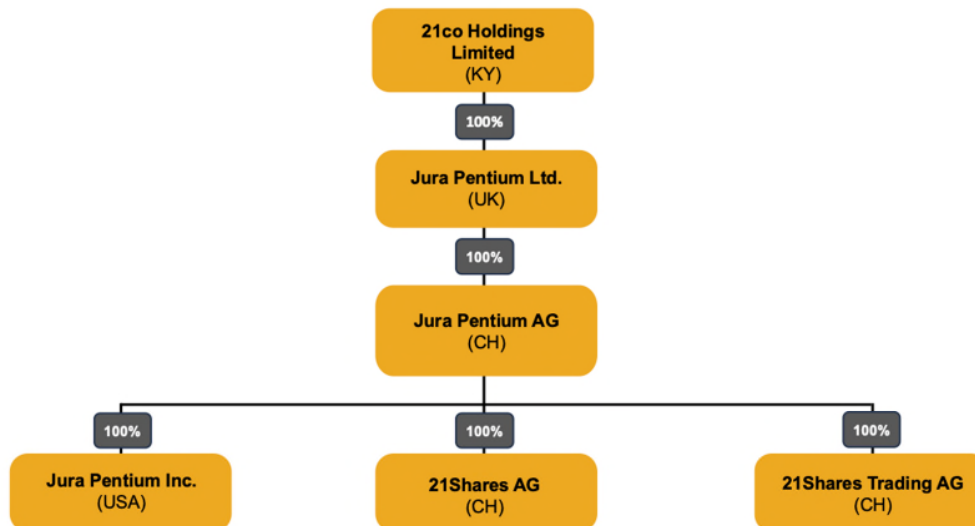 21co Holdings
Limited
(KY)
100%
Jura Pentium Ltd.
(UK)
100%
Jura Pentium AG
(CH)
100%
100%
100%
Jura Pentium Inc.
(USA)
21Shares AG
(CH)
21Shares Trading AG
(CH)